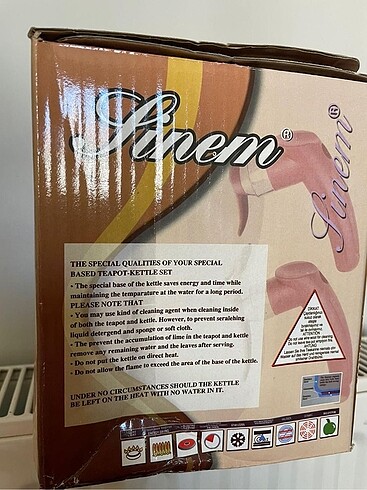 Sinem®
Sinem®
THE SPECIAL QUALITIES OF YOUR SPECIAL
BASED TEAPOT-KETTLE SET
- The special base of the kettle saves energy and time while
maintaining the temparature at the water for a long period.
PLEASE NOTE THAT
- You may use kind of cleaning agent when cleaning inside
of both the teapot and kettle. However, to prevent serahhing
liquid detergend and sponge or soft cloth.
- The prevent the accumulation of lime in the teapot and kettle
remove any remaining water and the leaves after serving.
- Do not put the kettle on direct heat.
- Do not allow the flame to exceed the area of the base of the kettle.
UNDER NO CIRCUMSTANCES SHOULD THE KETTLE
BE LEFT ON THE HEAT WITH NO WATER IN IT.
DİKKAT
ATTENTION